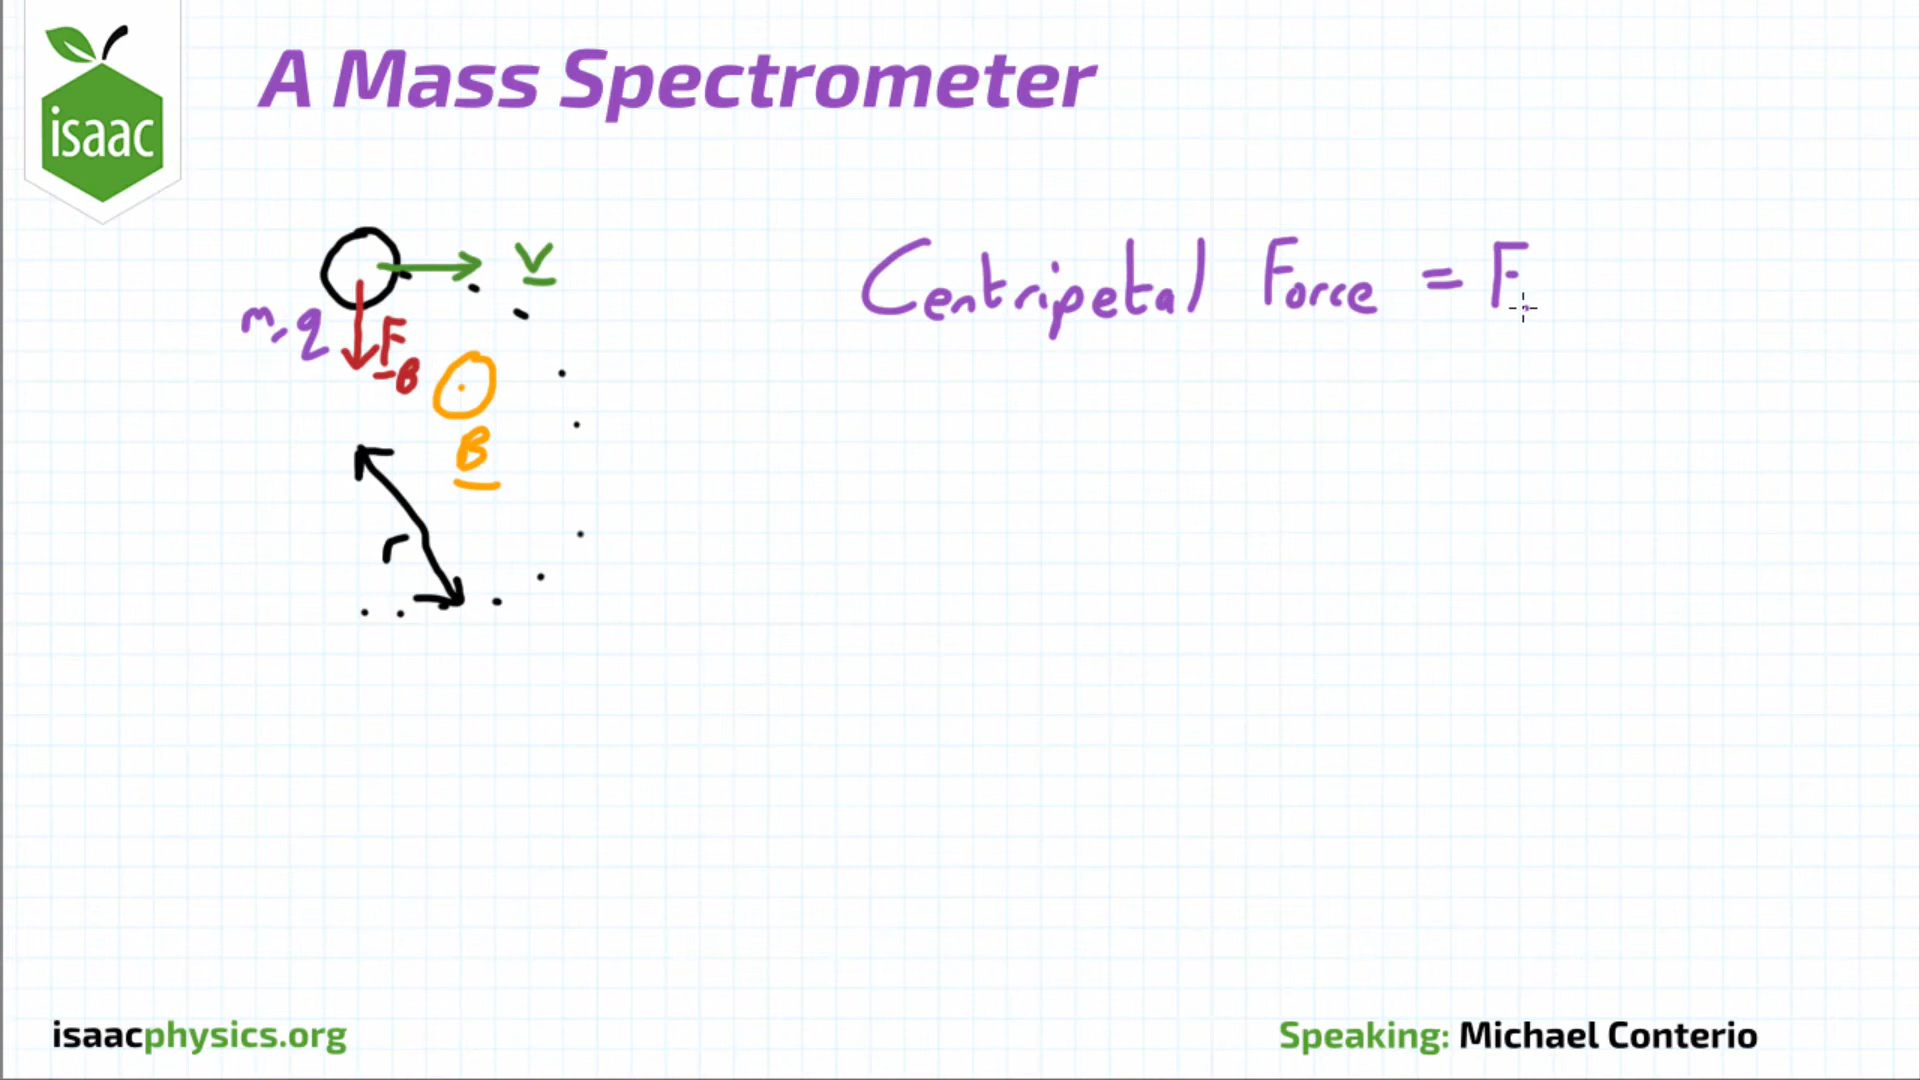 isaac
A Mass Spectrometer
v
Centripetal Force = F
m, q
F_B
B
r
isaacphysics.org
Speaking: Michael Conterio